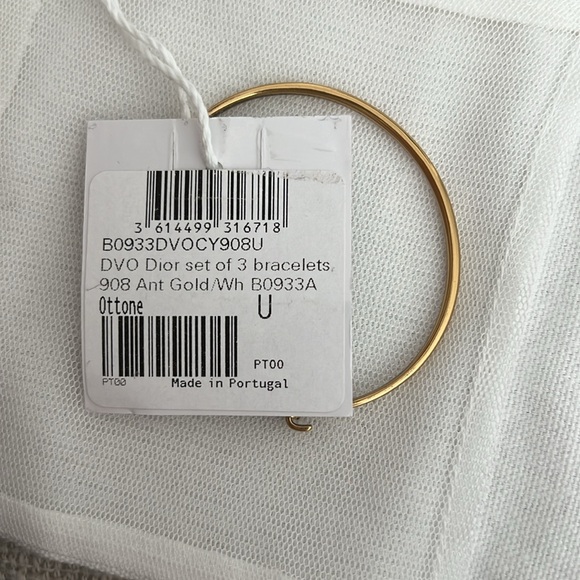 3 614499 316718
B0933DVOCY908U
DVO Dior set of 3 bracelets,
908 Ant Gold/Wh B0933A
Ottone U
PT00
PT00 Made in Portugal